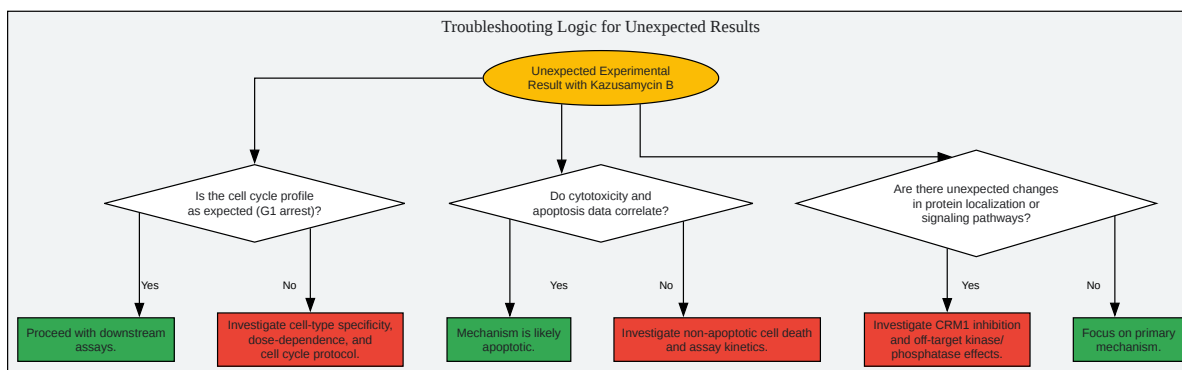 Troubleshooting Logic for Unexpected Results
Unexpected Experimental
Result with Kazusamycin B
Is the cell cycle profile
as expected (G1 arrest)?
Do cytotoxicity and
apoptosis data correlate?
Are there unexpected changes
in protein localization or
signaling pathways?
Yes
No
Yes
No
Yes
No
Proceed with downstream
assays.
Investigate cell-type specificity,
dose-dependence, and
cell cycle protocol.
Mechanism is likely
apoptotic.
Investigate non-apoptotic cell death
and assay kinetics.
Investigate CRM1 inhibition
and off-target kinase/
phosphatase effects.
Focus on primary
mechanism.